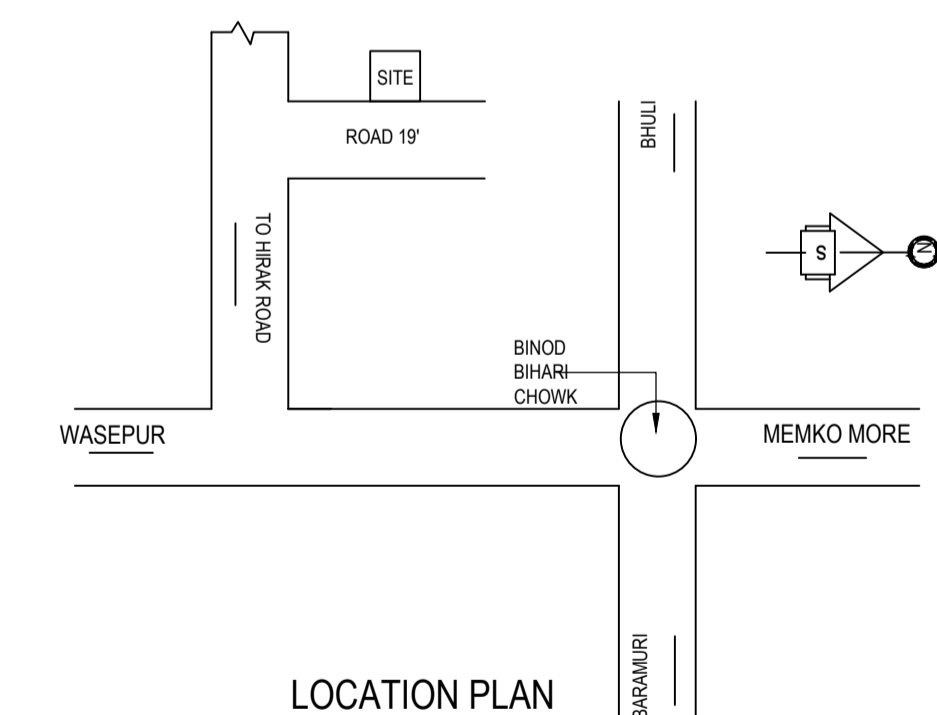 SITE
ROAD 19'
BHULI
TO HIRAK ROAD
S
N
BINOD
BIHARI
CHOWK
WASEPUR
MEMKO MORE
BARAMURI
LOCATION PLAN